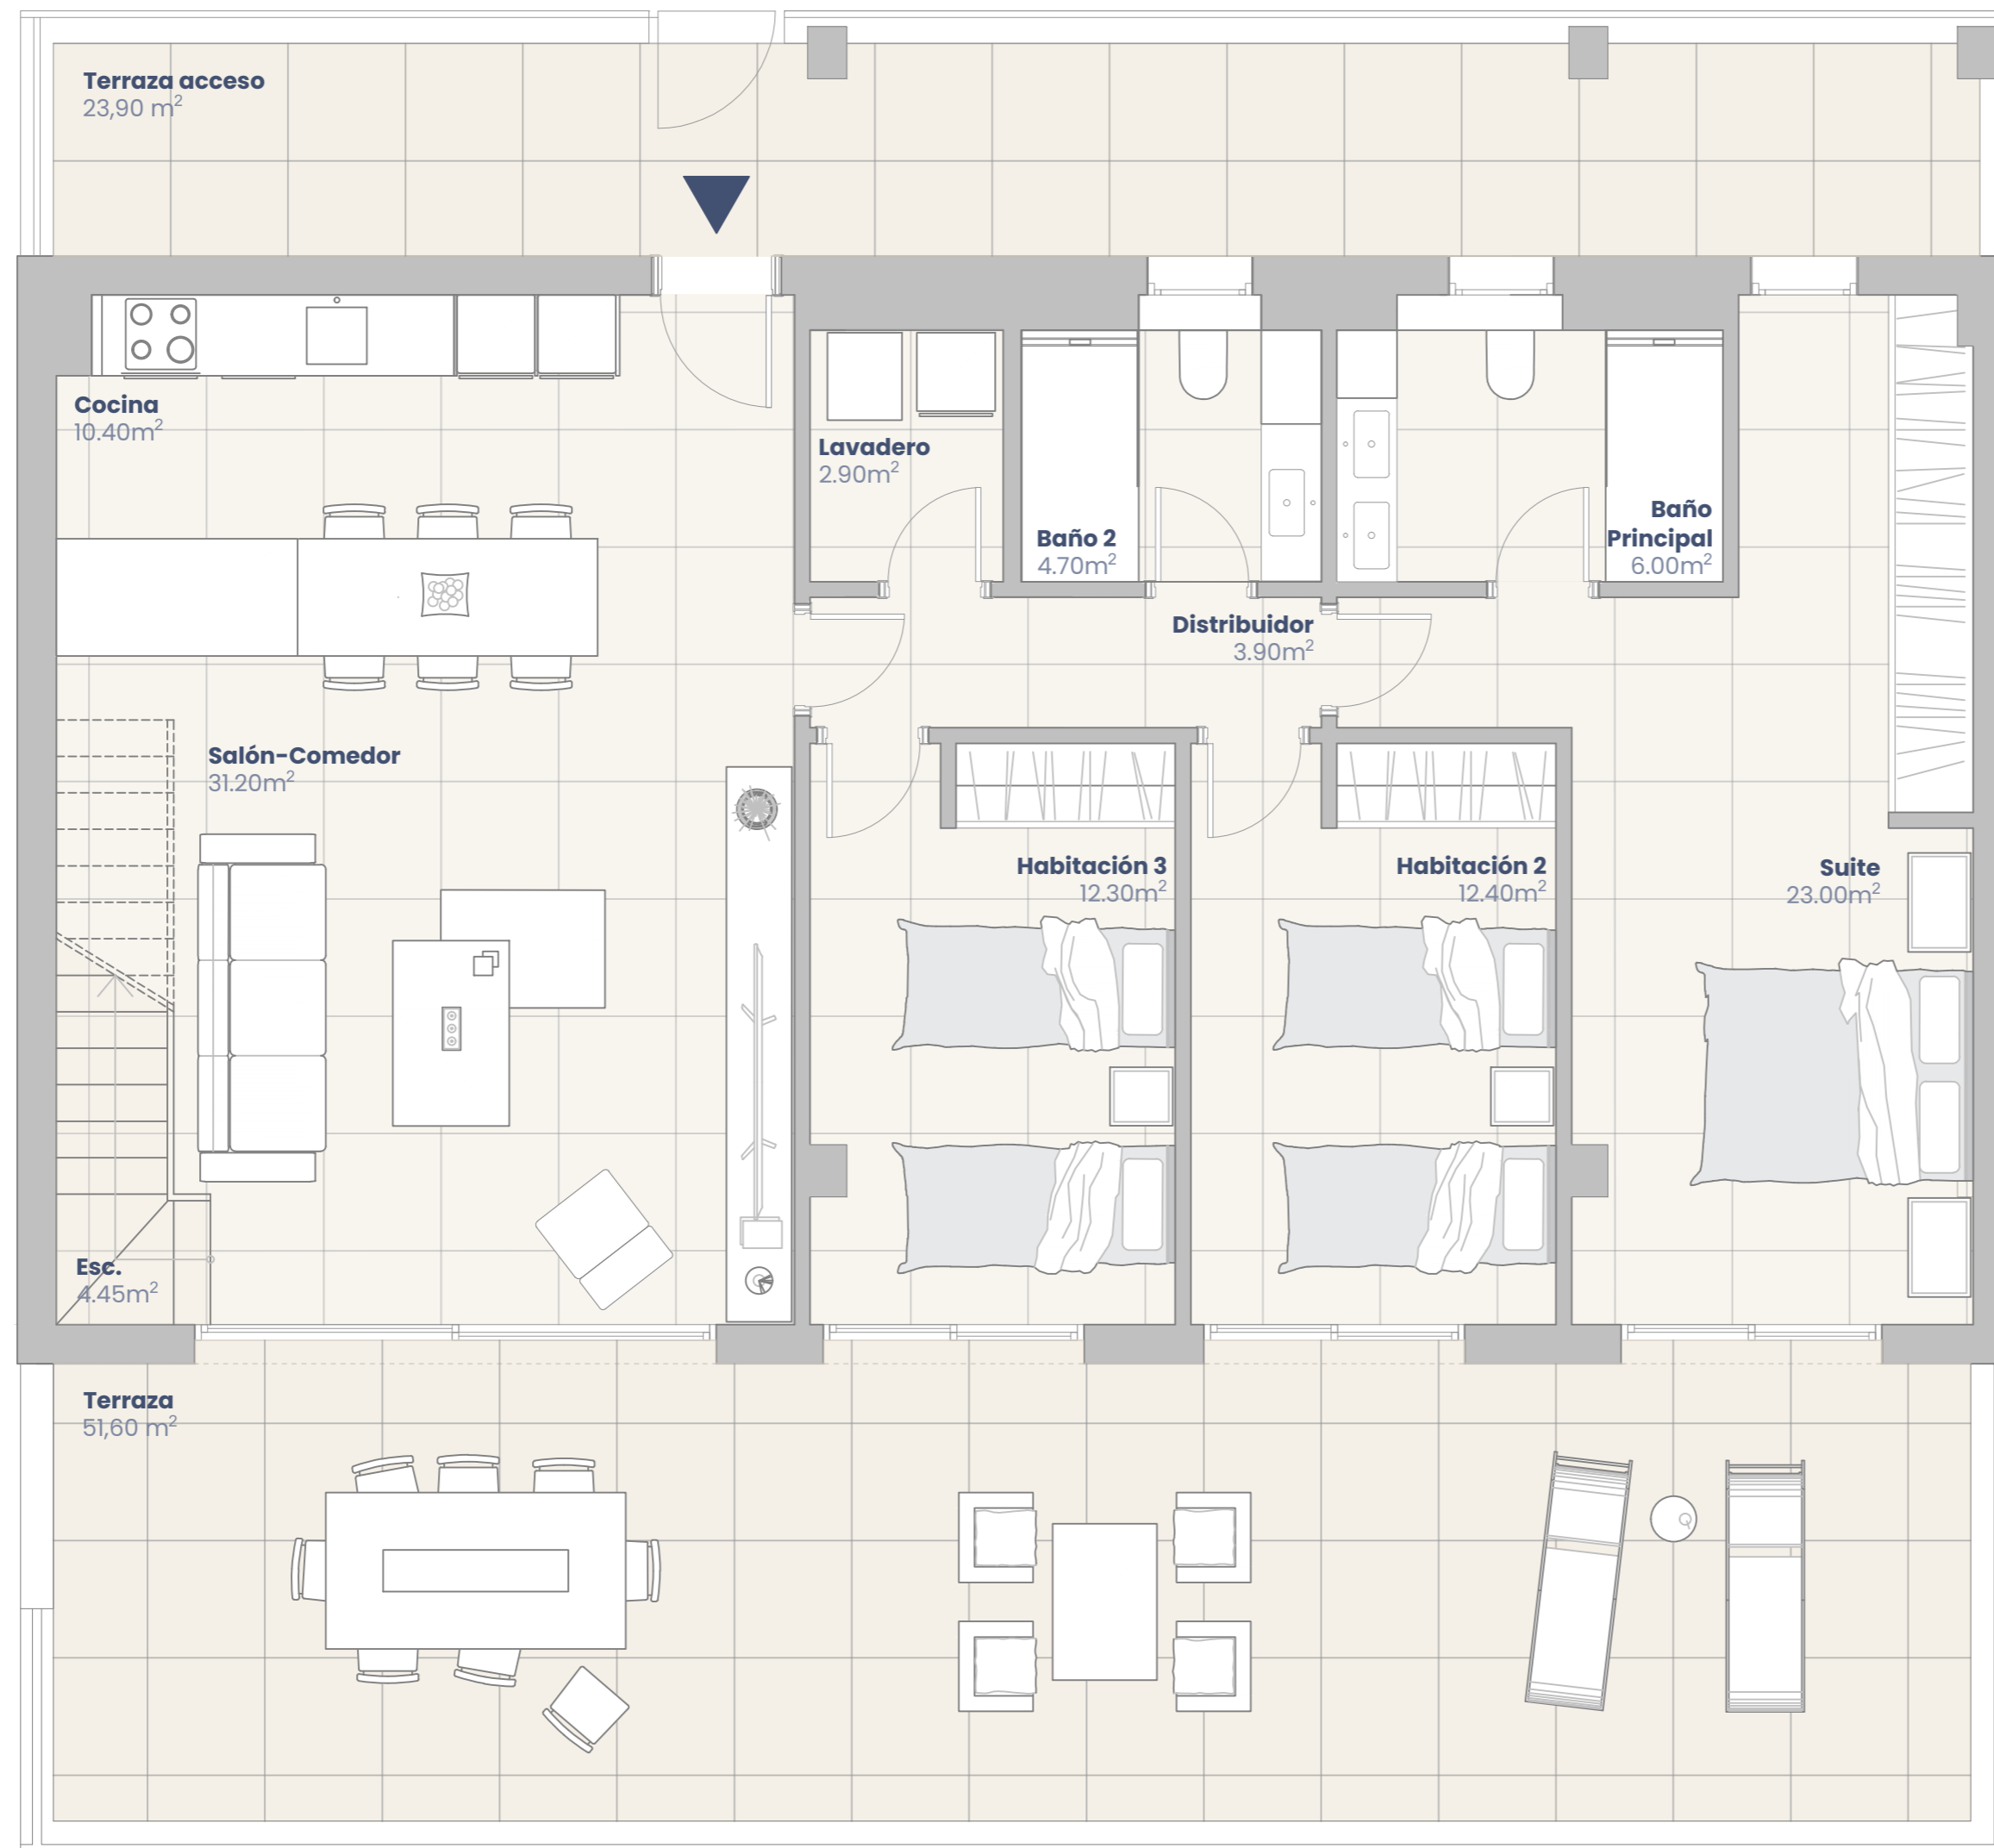 Terraza acceso
23,90 m²
Cocina
10.40m²
Lavadero
2.90m²
Baño 2
4.70m²
Baño
Principal
6.00m²
Distribuidor
3.90m²
Salón-Comedor
31.20m²
Habitación 3
12.30m²
Habitación 2
12.40m²
Suite
23.00m²
Esc.
4.45m²
Terraza
51,60 m²